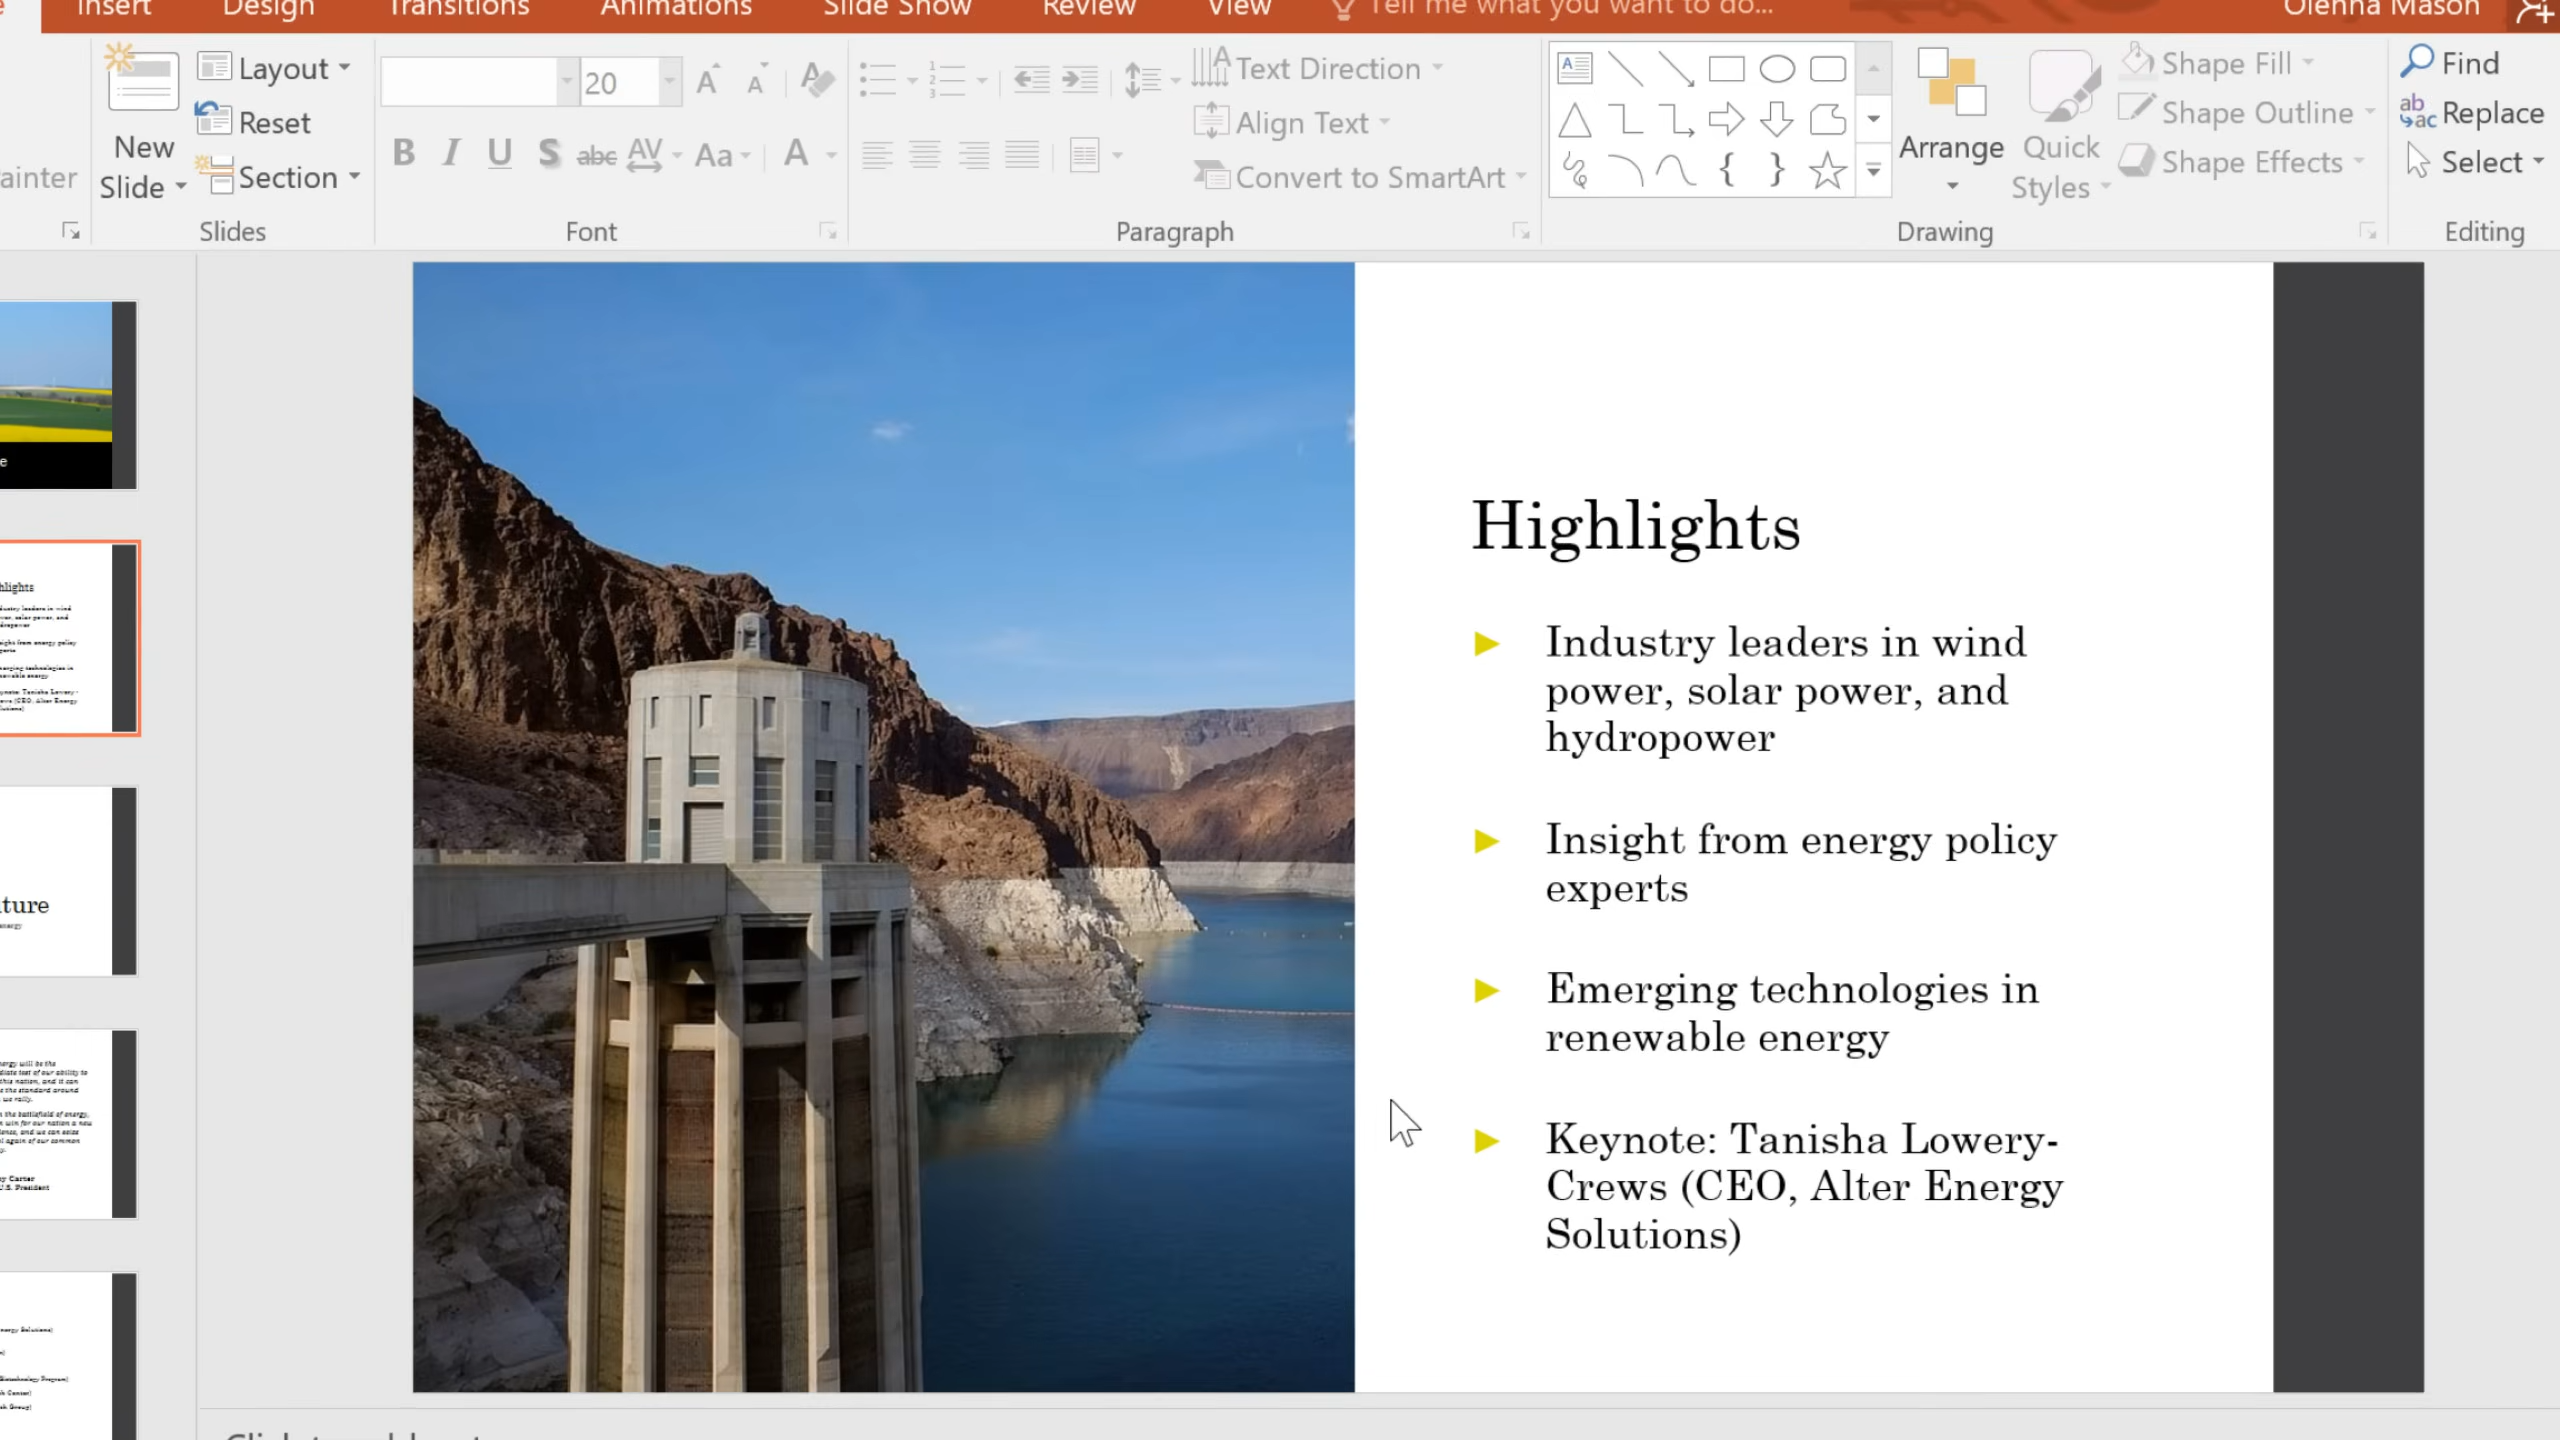 Insert Design Transitions Animations Slide Show Review View Tell me what you want to do... Olenna Mason
Layout
Reset
Section
New
Slide
20
B I U S abc AV Aa A
Text Direction
Align Text
Convert to SmartArt
Arrange
Quick
Styles
Shape Fill
Shape Outline
Shape Effects
Find
Replace
Select
Slides Font Paragraph Drawing Editing
Highlights
Industry leaders in wind
power, solar power, and
hydropower
Insight from energy policy
experts
Emerging technologies in
renewable energy
Keynote: Tanisha Lowery-
Crews (CEO, Alter Energy
Solutions)